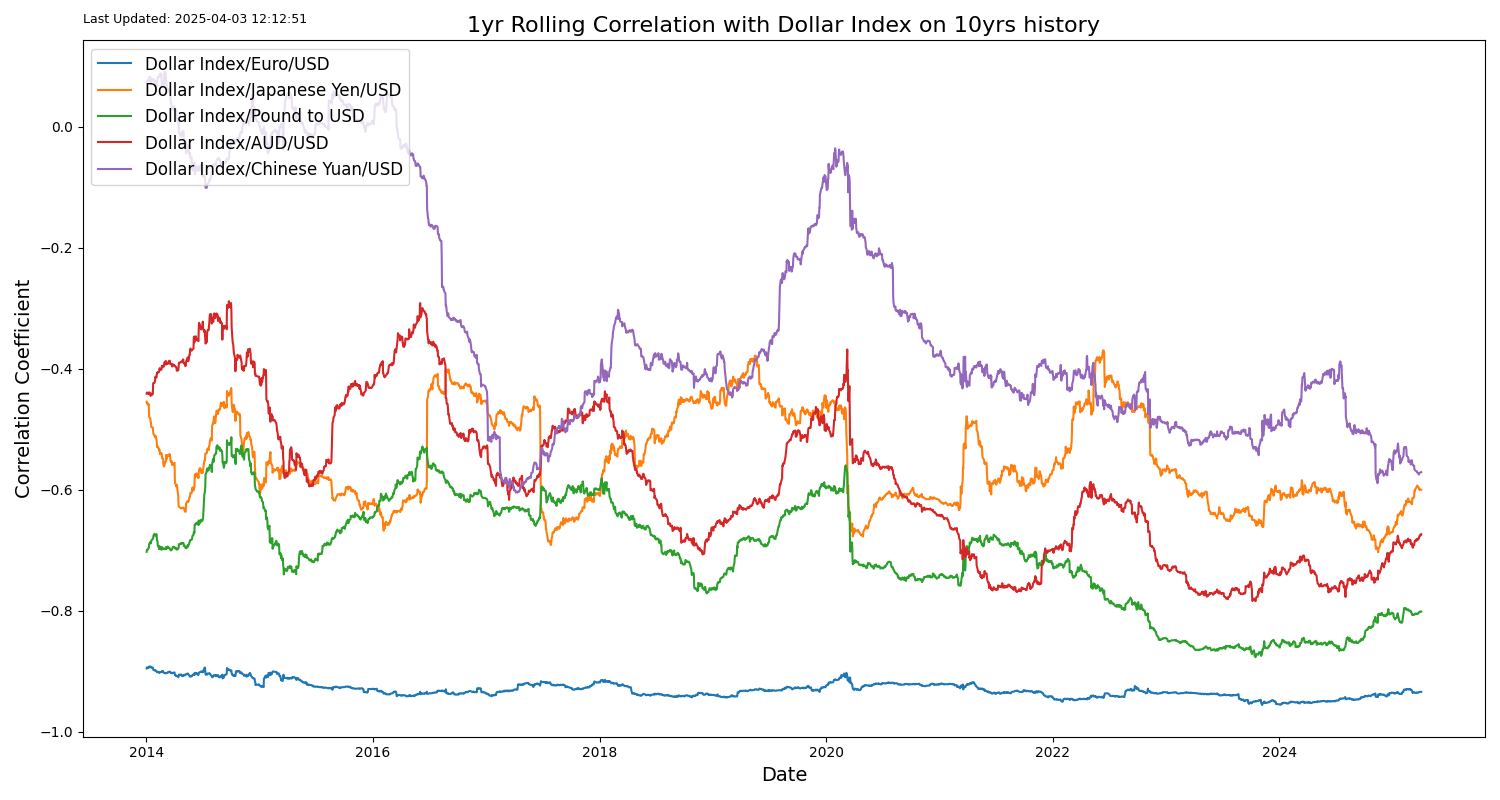 Last Updated: 2025-04-03 12:12:51
1yr Rolling Correlation with Dollar Index on 10yrs history
Dollar Index/Euro/USD
Dollar Index/Japanese Yen/USD
Dollar Index/Pound to USD
Dollar Index/AUD/USD
Dollar Index/Chinese Yuan/USD
Correlation Coefficient
0.0
−0.2
−0.4
−0.6
−0.8
−1.0
2014 2016 2018 2020 2022 2024
Date